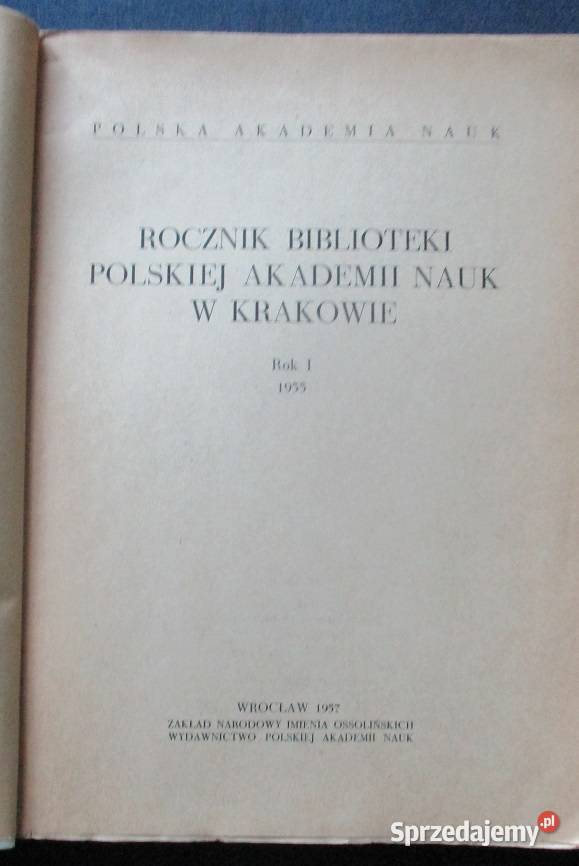 POLSKA AKADEMIA NAUK
ROCZNIK BIBLIOTEKI
POLSKIEJ AKADEMII NAUK
W KRAKOWIE
Rok I
1955
WROCŁAW 1957
ZAKŁAD NARODOWY IMIENIA OSSOLIŃSKICH
WYDAWNICTWO POLSKIEJ AKADEMII NAUK
Sprzedajemy.pl